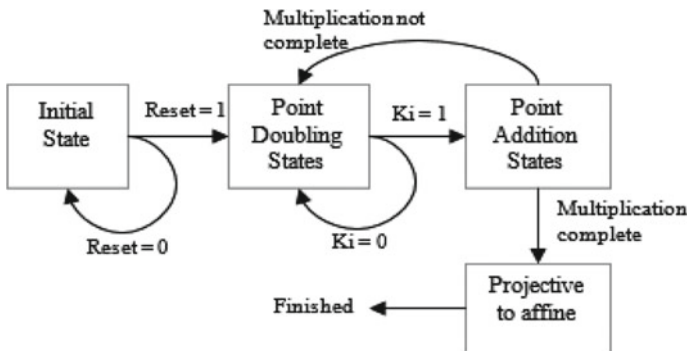 Multiplication not
complete
Initial
State
Reset = 1
Point
Doubling
States
Ki = 1
Point
Addition
States
Reset = 0
Ki = 0
Multiplication
complete
Finished
Projective
to affine